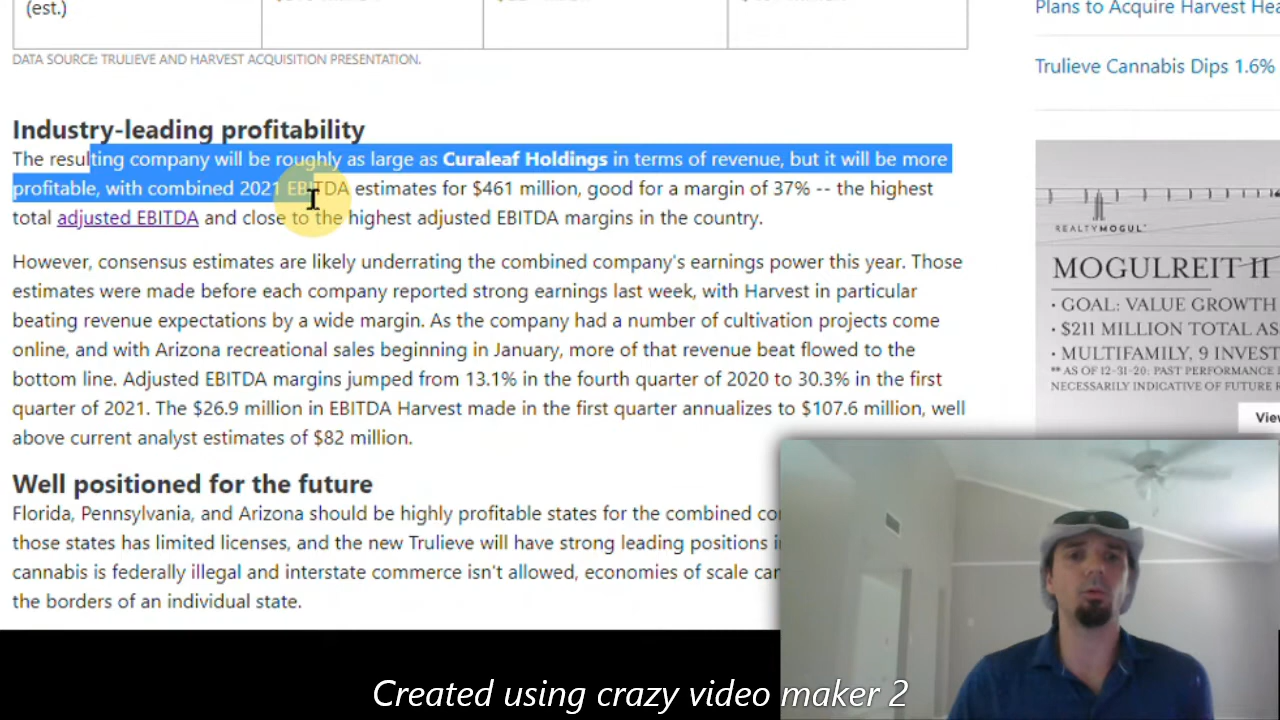 (est.)
DATA SOURCE: TRULIEVE AND HARVEST ACQUISITION PRESENTATION.
Industry-leading profitability
The resulting company will be roughly as large as Curaleaf Holdings in terms of revenue, but it will be more
profitable, with combined 2021 EBITDA estimates for $461 million, good for a margin of 37% -- the highest
total adjusted EBITDA and close to the highest adjusted EBITDA margins in the country.
However, consensus estimates are likely underrating the combined company's earnings power this year. Those
estimates were made before each company reported strong earnings last week, with Harvest in particular
beating revenue expectations by a wide margin. As the company had a number of cultivation projects come
online, and with Arizona recreational sales beginning in January, more of that revenue beat flowed to the
bottom line. Adjusted EBITDA margins jumped from 13.1% in the fourth quarter of 2020 to 30.3% in the first
quarter of 2021. The $26.9 million in EBITDA Harvest made in the first quarter annualizes to $107.6 million, well
above current analyst estimates of $82 million.
Well positioned for the future
Florida, Pennsylvania, and Arizona should be highly profitable states for the combined
those states has limited licenses, and the new Trulieve will have strong leading positions
cannabis is federally illegal and interstate commerce isn't allowed, economies of scale
the borders of an individual state.
Plans to Acquire Harvest
Trulieve Cannabis Dips 1.6%
REALTYMOGUL
MOGULREIT II
• GOAL: VALUE GROWTH
• $211 MILLION TOTAL
• MULTIFAMILY, 9
** AS OF 12-31-20: PAST PERFORMANCE
NECESSARILY INDICATIVE OF FUTURE
Created using crazy video maker 2